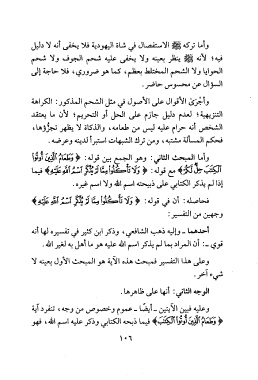 وأما تركه ﷺ الاستفصال في شاة اليهودية فلا يخفى أنه لا دليل
فيه؛ لأنه ﷺ ينظر بعينه ولا يخفى عليه شحم الجوف ولا شحم
الحوايا ولا الشحم المختلط بعظم، كما هو ضروري، فلا حاجة إلى
السؤال عن محسوس حاضر.
وأجرى الأقوال على الأصول في مثل الشحم المذكور: الكراهة
التنزيهية؛ لعدم دليل جازم على الحل أو التحريم؛ لأن ما يعتقد
الشخص أنه حرام عليه ليس من طعامه، والذكاة لا يظهر تجزُّؤها،
فحكم المسألة مشتبه، ومن ترك الشبهات استبرأ لدينه وعرضه.
وأما المبحث الثاني: وهو الجمع بين قوله: ﴿ وَطَعَامُ الَّذِينَ أُوتُوا
الْكِتَابَ حِلٌّ لَكُمْ ﴾ مع قوله: ﴿ وَلَا تَأْكُلُوا مِمَّا لَمْ يُذْكَرِ اسْمُ اللَّهِ عَلَيْهِ ﴾ فيما
إذا لم يذكر الكتابي على ذبيحته اسم الله ولا اسم غيره.
فحاصله: أن في قوله: ﴿ وَلَا تَأْكُلُوا مِمَّا لَمْ يُذْكَرِ اسْمُ اللَّهِ عَلَيْهِ ﴾
وجهين من التفسير:
أحدهما ـ وإليه ذهب الشافعي، وذكر ابن كثير في تفسيره لها أنه
قوي ـ: أن المراد بما لم يذكر اسم الله عليه هو ما أهل به لغير الله.
وعلى هذا التفسير فمبحث هذه الآية هو المبحث الأول بعينه لا
شيء آخر.
الوجه الثاني: أنها على ظاهرها.
وعليه فبين الآيتين ـ أيضًا ـ عموم وخصوص من وجه، تنفرد آية
﴿ وَطَعَامُ الَّذِينَ أُوتُوا الْكِتَابَ ﴾ فيما ذبحه الكتابي وذكر عليه اسم الله، فهو
١٠٦